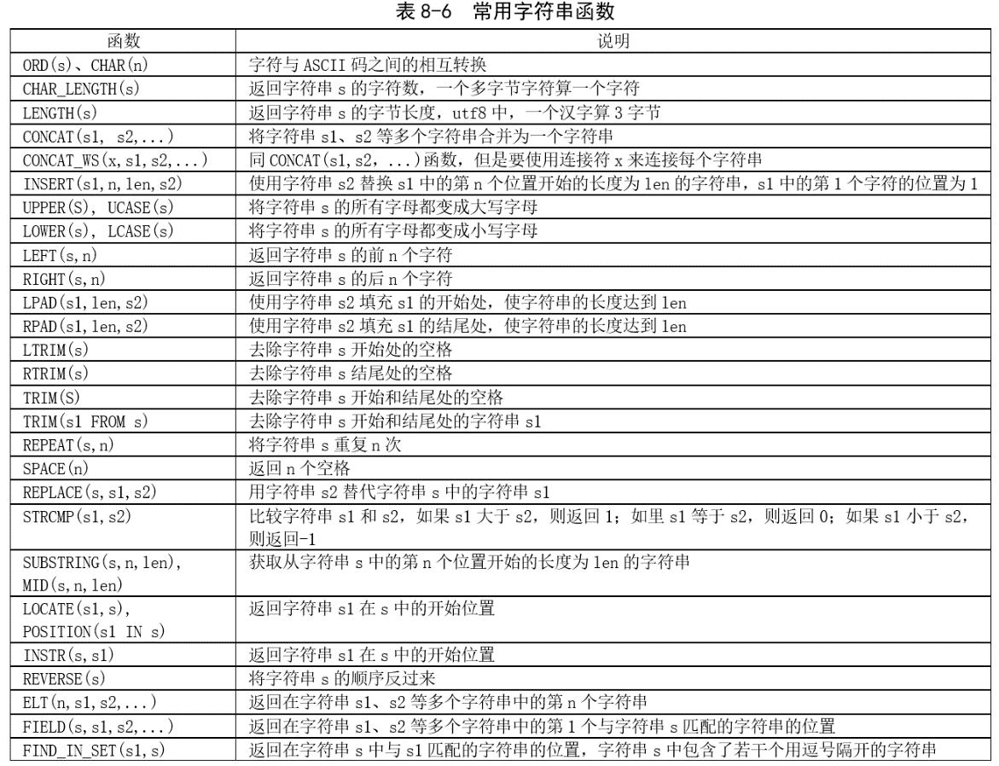 表 8-6 常用字符串函数
函数 说明
ORD(s)、CHAR(n) 字符与 ASCII 码之间的相互转换
CHAR_LENGTH(s) 返回字符串 s 的字符数，一个多字节字符算一个字符
LENGTH(s) 返回字符串 s 的字节长度，utf8 中，一个汉字算 3 字节
CONCAT(s1, s2,...) 将字符串 s1、s2 等多个字符串合并为一个字符串
CONCAT_WS(x,s1,s2,...) 同 CONCAT(s1,s2, ...)函数，但是要使用连接符 x 来连接每个字符串
INSERT(s1,n,len,s2) 使用字符串 s2 替换 s1 中的第 n 个位置开始的长度为 len 的字符串，s1 中的第 1 个字符的位置为 1
UPPER(S), UCASE(s) 将字符串 s 的所有字母都变成大写字母
LOWER(s), LCASE(s) 将字符串 s 的所有字母都变成小写字母
LEFT(s,n) 返回字符串 s 的前 n 个字符
RIGHT(s,n) 返回字符串 s 的后 n 个字符
LPAD(s1,len,s2) 使用字符串 s2 填充 s1 的开始处，使字符串的长度达到 len
RPAD(s1,len,s2) 使用字符串 s2 填充 s1 的结尾处，使字符串的长度达到 len
LTRIM(s) 去除字符串 s 开始处的空格
RTRIM(s) 去除字符串 s 结尾处的空格
TRIM(S) 去除字符串 s 开始和结尾处的空格
TRIM(s1 FROM s) 去除字符串 s 开始和结尾处的字符串 s1
REPEAT(s,n) 将字符串 s 重复 n 次
SPACE(n) 返回 n 个空格
REPLACE(s,s1,s2) 用字符串 s2 替代字符串 s 中的字符串 s1
STRCMP(s1,s2) 比较字符串 s1 和 s2，如果 s1 大于 s2，则返回 1；如里 s1 等于 s2，则返回 0；如果 s1 小于 s2，
则返回-1
SUBSTRING(s,n,len), 获取从字符串 s 中的第 n 个位置开始的长度为 len 的字符串
MID(s,n,len)
LOCATE(s1,s), 返回字符串 s1 在 s 中的开始位置
POSITION(s1 IN s)
INSTR(s,s1) 返回字符串 s1 在 s 中的开始位置
REVERSE(s) 将字符串 s 的顺序反过来
ELT(n,s1,s2,...) 返回在字符串 s1、s2 等多个字符串中的第 n 个字符串
FIELD(s,s1,s2,...) 返回在字符串 s1、s2 等多个字符串中的第 1 个与字符串 s 匹配的字符串的位置
FIND_IN_SET(s1,s) 返回在字符串 s 中与 s1 匹配的字符串的位置，字符串 s 中包含了若干个用逗号隔开的字符串